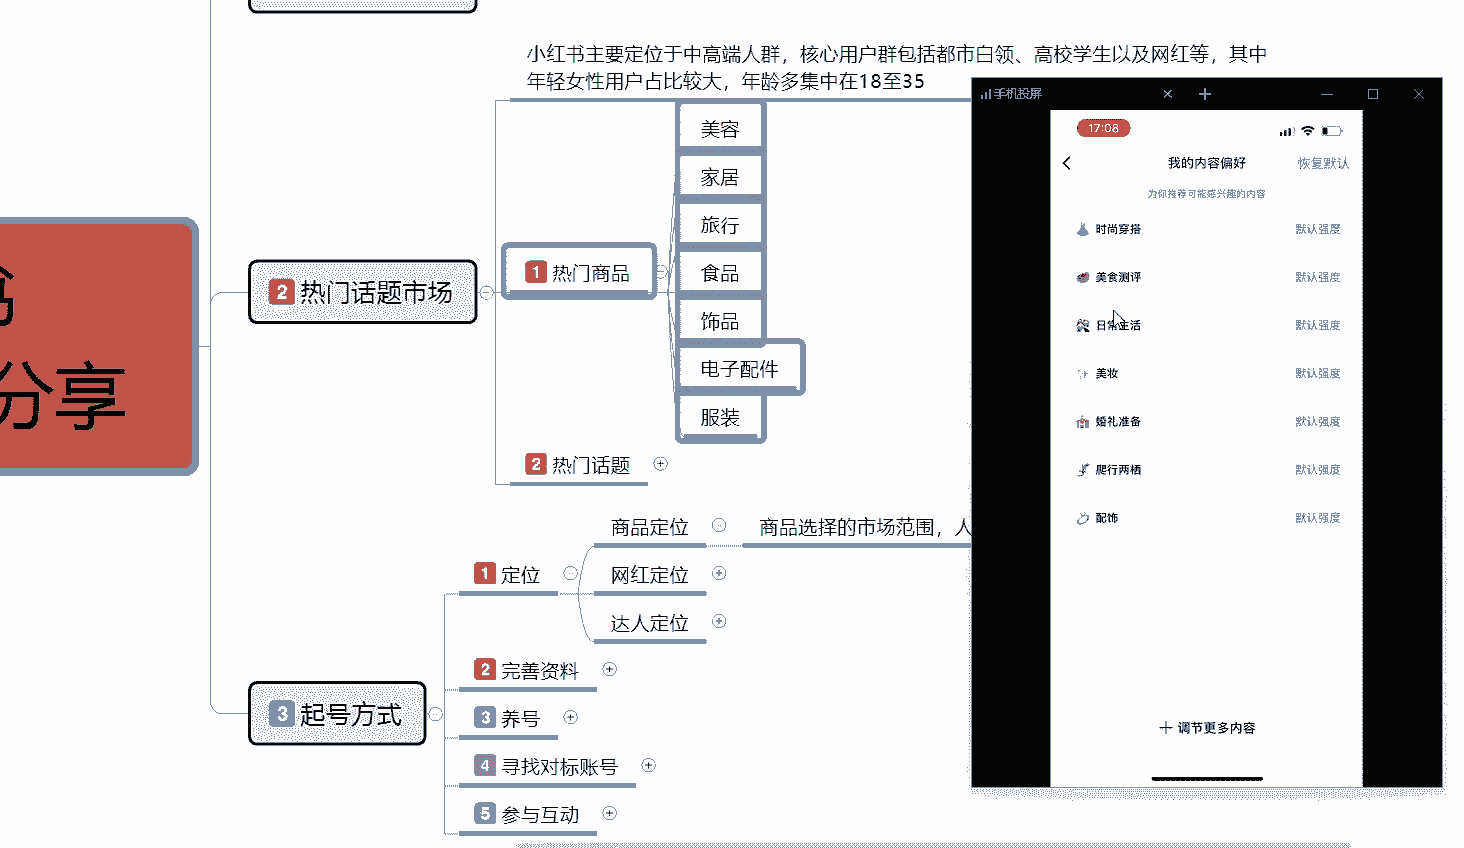 小红书主要定位于中高端人群，核心用户群包括都市白领、高校学生以及网红等，其中
年轻女性用户占比较大，年龄多集中在18至35
分享
2 热门话题市场
1 热门商品
美容
家居
旅行
食品
饰品
电子配件
服装
2 热门话题
3 起号方式
1 定位
商品定位
商品选择的市场范围，人
网红定位
达人定位
2 完善资料
3 养号
4 寻找对标账号
5 参与互动
手机投屏
17:08
我的内容偏好
恢复默认
为你推荐可能感兴趣的内容
时尚穿搭 默认强度
美食测评 默认强度
日常生活 默认强度
美妆 默认强度
婚礼准备 默认强度
爬行两栖 默认强度
配饰 默认强度
调节更多内容